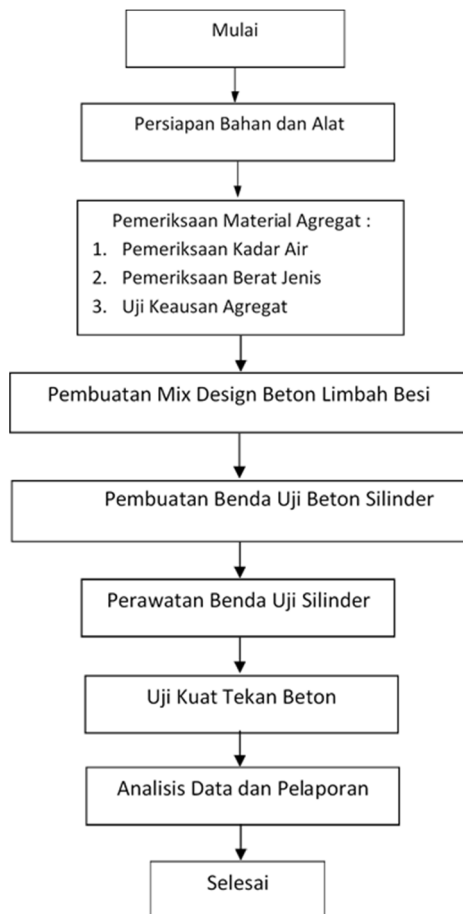 Mulai
Persiapan Bahan dan Alat
Pemeriksaan Material Agregat :
1. Pemeriksaan Kadar Air
2. Pemeriksaan Berat Jenis
3. Uji Keausan Agregat
Pembuatan Mix Design Beton Limbah Besi
Pembuatan Benda Uji Beton Silinder
Perawatan Benda Uji Silinder
Uji Kuat Tekan Beton
Analisis Data dan Pelaporan
Selesai